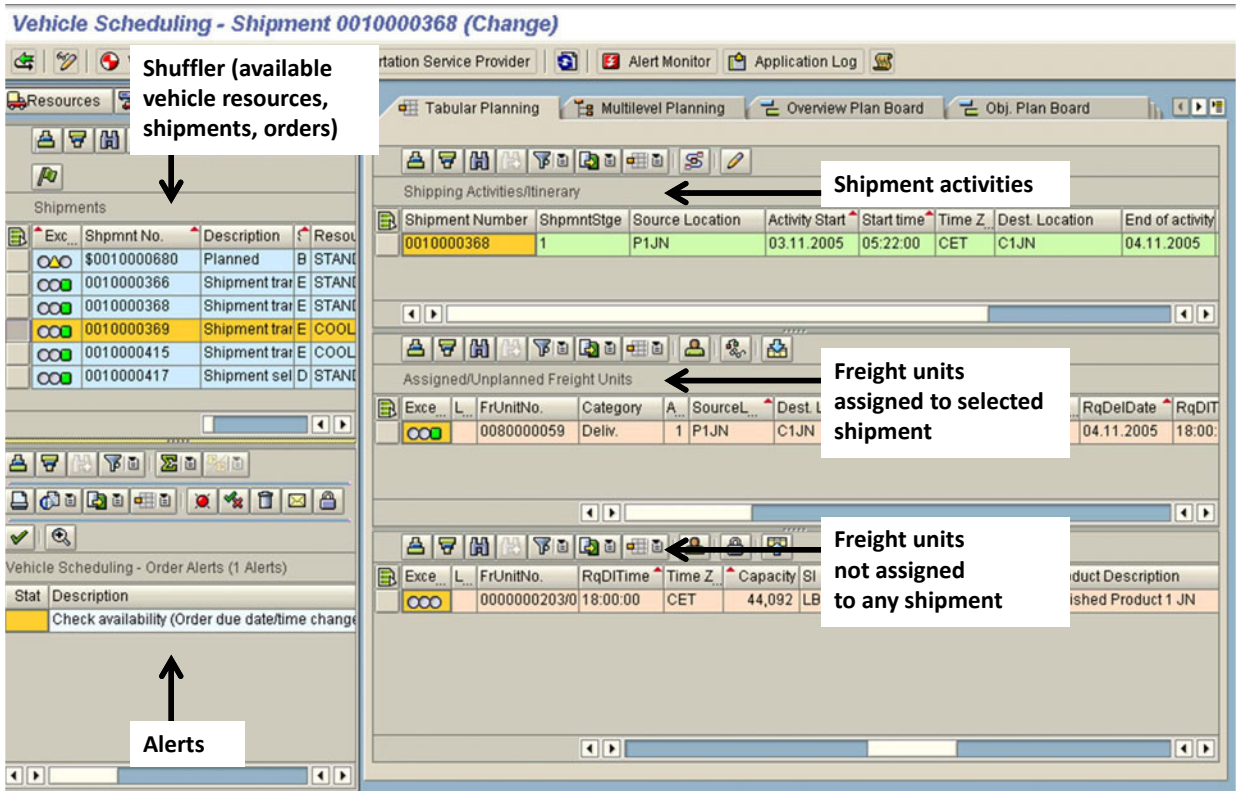 Vehicle Scheduling - Shipment 0010000368 (Change)
rtation Service Provider Alert Monitor Application Log
Shuffler (available
vehicle resources,
shipments, orders)
Resources
Tabular Planning Multilevel Planning Overview Plan Board Obj. Plan Board
Shipments
Exc... Shpmnt No. Description Resou
$0010000680 Planned B STAND
0010000366 Shipment trar E STAND
0010000368 Shipment trar E STAND
0010000369 Shipment trar E COOL
0010000415 Shipment trar E COOL
0010000417 Shipment sel D STAND
Shipping Activities/Itinerary
Shipment activities
Shipment Number ShpmntStge Source Location Activity Start Start time Time Z... Dest. Location End of activity
0010000368 1 P1JN 03.11.2005 05:22:00 CET C1JN 04.11.2005
Assigned/Unplanned Freight Units
Freight units
assigned to selected
shipment
Exce... L... FrUnitNo. Category A... SourceL... Dest. L RqDelDate RqDlT
0080000059 Deliv. 1 P1JN C1JN 04.11.2005 18:00:
Freight units
not assigned
to any shipment
Exce... L... FrUnitNo. RqDlTime Time Z... Capacity Sl duct Description
0000000203/0 18:00:00 CET 44,092 LB ished Product 1 JN
Vehicle Scheduling - Order Alerts (1 Alerts)
Stat Description
Check availability (Order due date/time change
Alerts